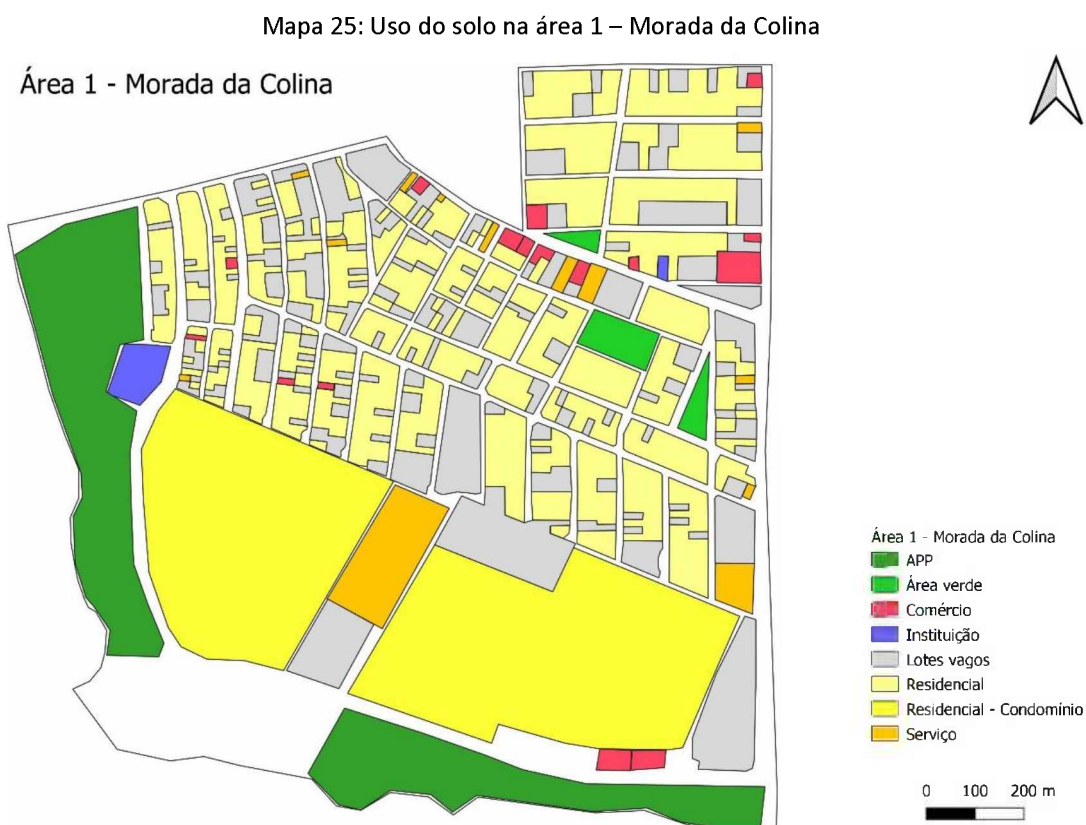 Mapa 25: Uso do solo na área 1 – Morada da Colina
Área 1 - Morada da Colina
Área 1 - Morada da Colina
APP
Área verde
Comércio
Instituição
Lotes vagos
Residencial
Residencial - Condomínio
Serviço
0 100 200 m